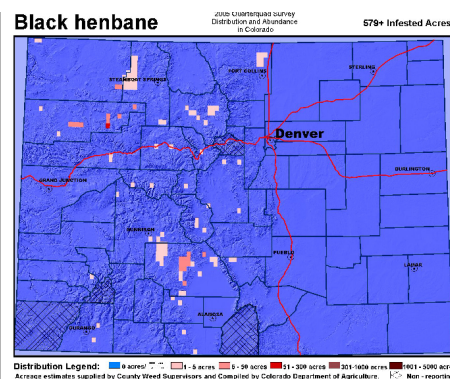 Black henbane
2005 Quarterquad Survey
Distribution and Abundance
in Colorado
579+ Infested Acres
STEAMBOAT SPRINGS
FORT COLLINS
STERLING
Denver
GRAND JUNCTION
BURLINGTON
GUNNISON
PUEBLO
LAMAR
ALAMOSA
DURANGO
Distribution Legend: 0 acres/ 1 - 5 acres 6 - 50 acres 51 - 300 acres 301-1000 acres 1001 - 5000 acres
Acreage estimates supplied by County Weed Supervisors and Compiled by Colorado Department of Agriculture Non - reporting